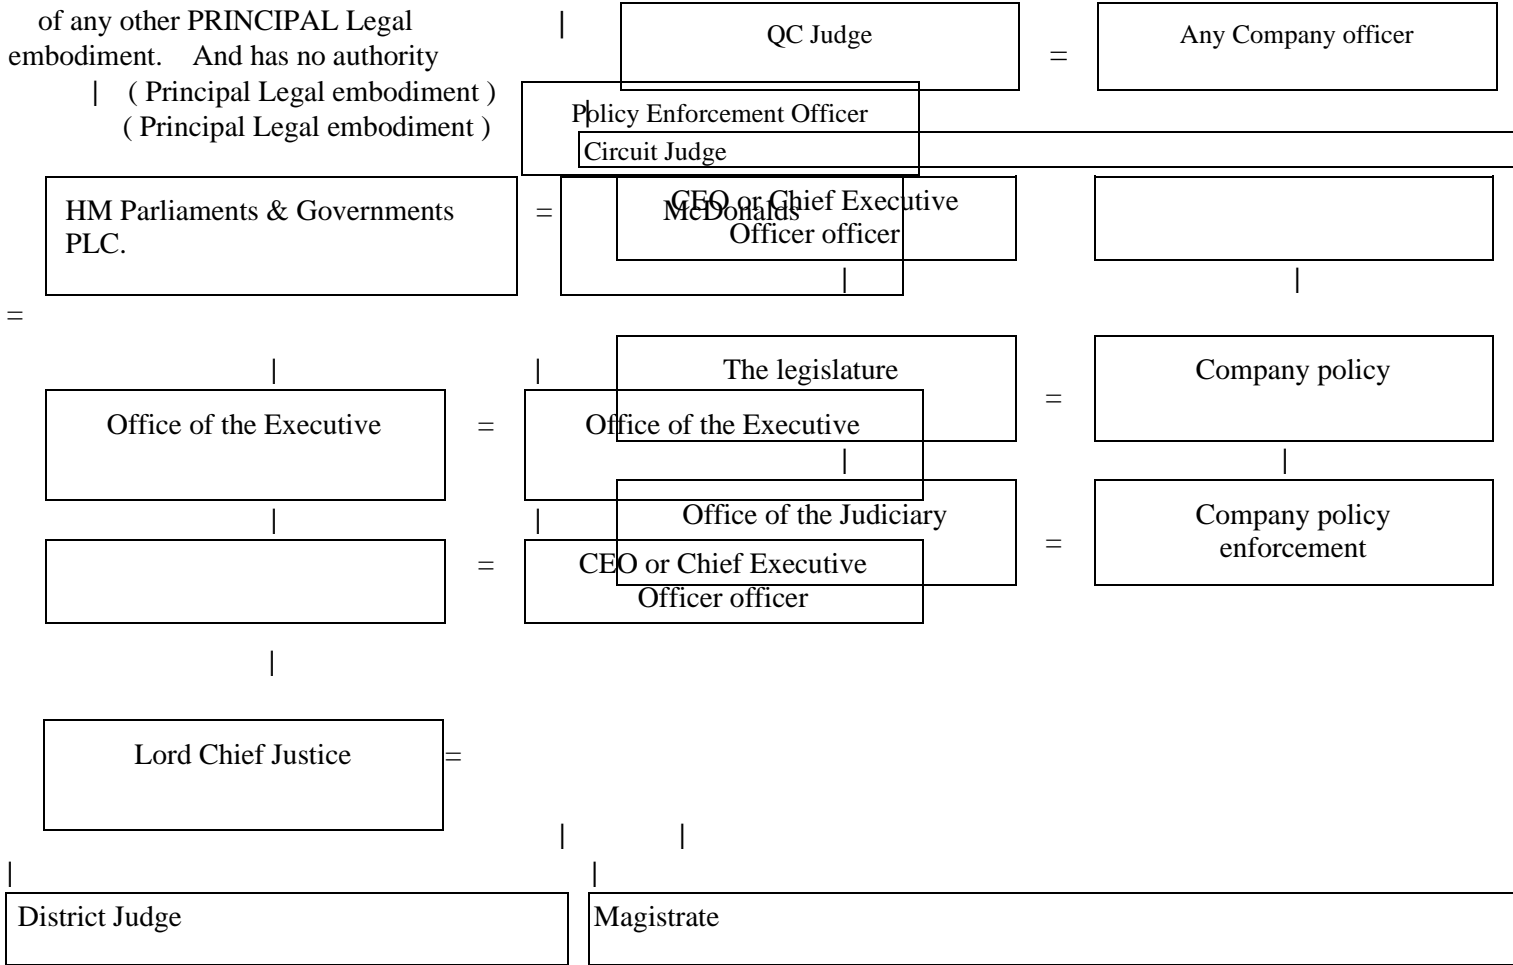 of any other PRINCIPAL Legal
embodiment. And has no authority
| ( Principal Legal embodiment )
( Principal Legal embodiment )
|
QC Judge
=
Any Company officer
Policy Enforcement Officer
|
Circuit Judge
HM Parliaments & Governments
PLC.
=
McDonalds
CEO or Chief Executive
Officer officer
|
|
=
|
|
The legislature
=
Company policy
Office of the Executive
=
Office of the Executive
|
|
|
|
Office of the Judiciary
=
Company policy
enforcement
=
CEO or Chief Executive
Officer officer
|
Lord Chief Justice
=
|
|
|
|
District Judge
Magistrate